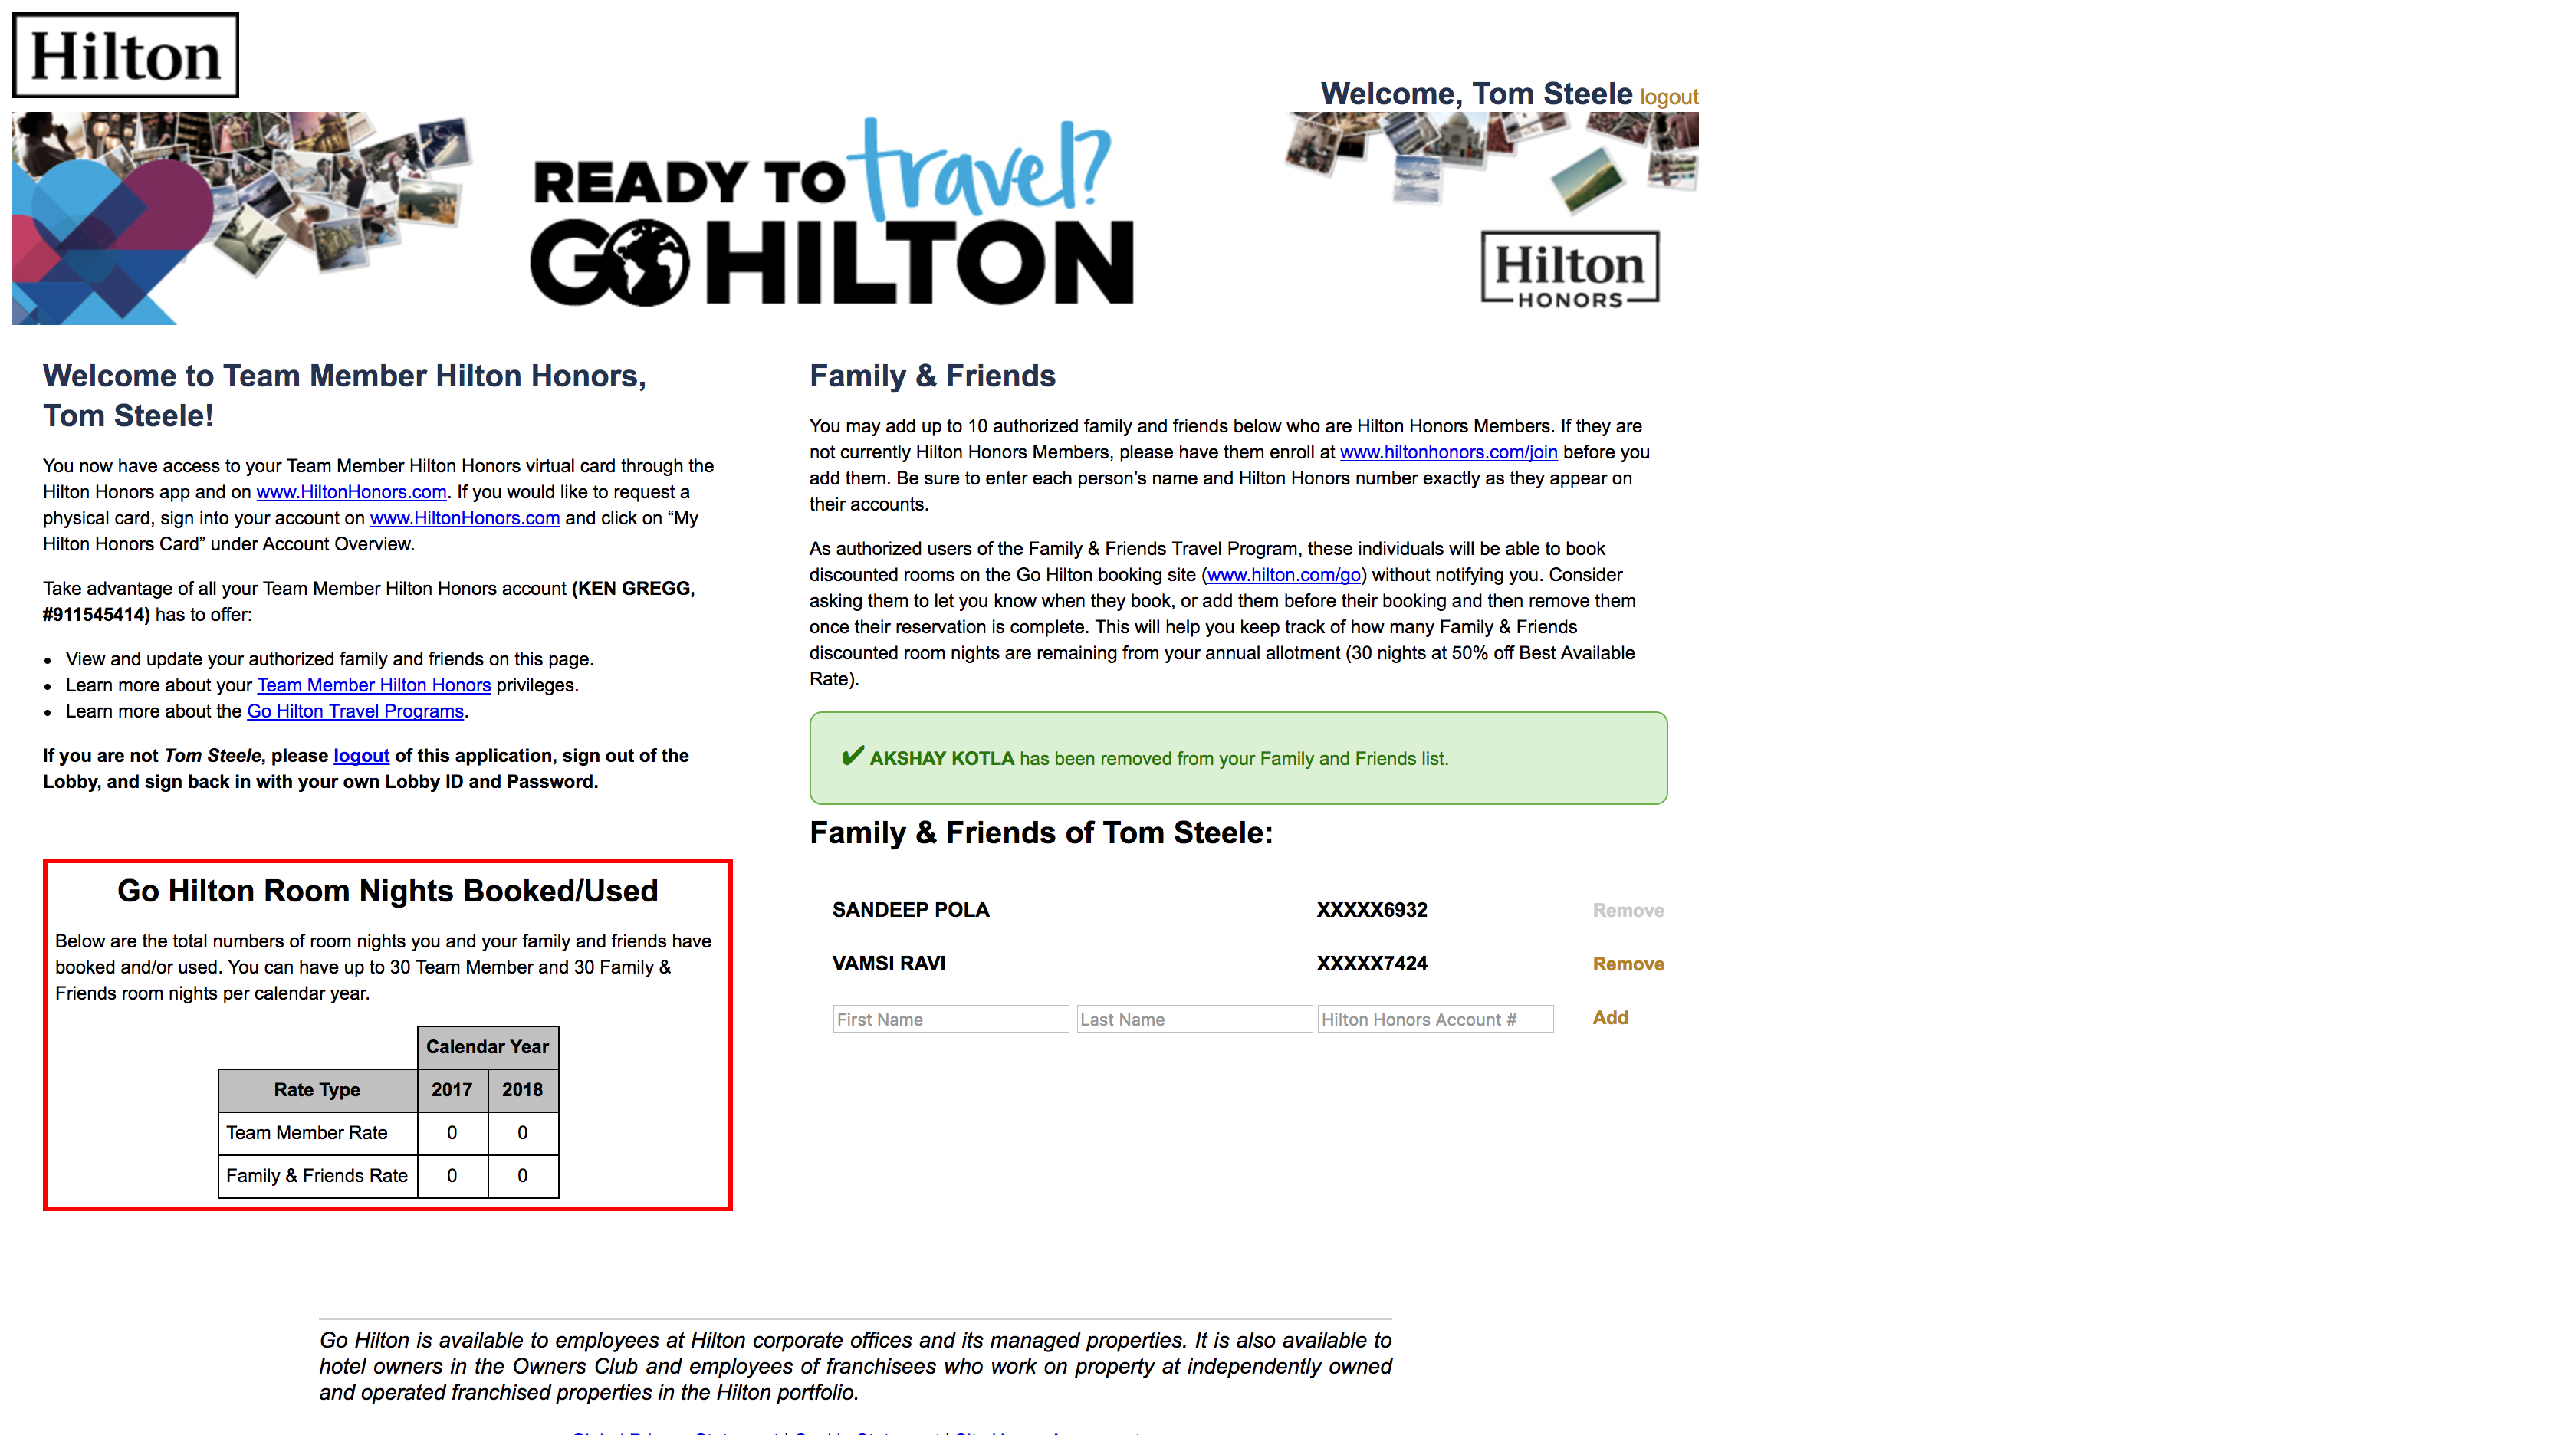 Hilton
Welcome, Tom Steele logout
READY TO travel?
GO HILTON
Hilton
HONORS
Welcome to Team Member Hilton Honors,
Tom Steele!
You now have access to your Team Member Hilton Honors virtual card through the
Hilton Honors app and on www.HiltonHonors.com. If you would like to request a
physical card, sign into your account on www.HiltonHonors.com and click on “My
Hilton Honors Card” under Account Overview.
Take advantage of all your Team Member Hilton Honors account (KEN GREGG,
#911545414) has to offer:
• View and update your authorized family and friends on this page.
• Learn more about your Team Member Hilton Honors privileges.
• Learn more about the Go Hilton Travel Programs.
If you are not Tom Steele, please logout of this application, sign out of the
Lobby, and sign back in with your own Lobby ID and Password.
Go Hilton Room Nights Booked/Used
Below are the total numbers of room nights you and your family and friends have
booked and/or used. You can have up to 30 Team Member and 30 Family &
Friends room nights per calendar year.
Calendar Year
Rate Type 2017 2018
Team Member Rate 0 0
Family & Friends Rate 0 0
Family & Friends
You may add up to 10 authorized family and friends below who are Hilton Honors Members. If they are
not currently Hilton Honors Members, please have them enroll at www.hiltonhonors.com/join before you
add them. Be sure to enter each person’s name and Hilton Honors number exactly as they appear on
their accounts.
As authorized users of the Family & Friends Travel Program, these individuals will be able to book
discounted rooms on the Go Hilton booking site (www.hilton.com/go) without notifying you. Consider
asking them to let you know when they book, or add them before their booking and then remove them
once their reservation is complete. This will help you keep track of how many Family & Friends
discounted room nights are remaining from your annual allotment (30 nights at 50% off Best Available
Rate).
✔ AKSHAY KOTLA has been removed from your Family and Friends list.
Family & Friends of Tom Steele:
SANDEEP POLA XXXXX6932 Remove
VAMSI RAVI XXXXX7424 Remove
First Name Last Name Hilton Honors Account # Add
Go Hilton is available to employees at Hilton corporate offices and its managed properties. It is also available to
hotel owners in the Owners Club and employees of franchisees who work on property at independently owned
and operated franchised properties in the Hilton portfolio.